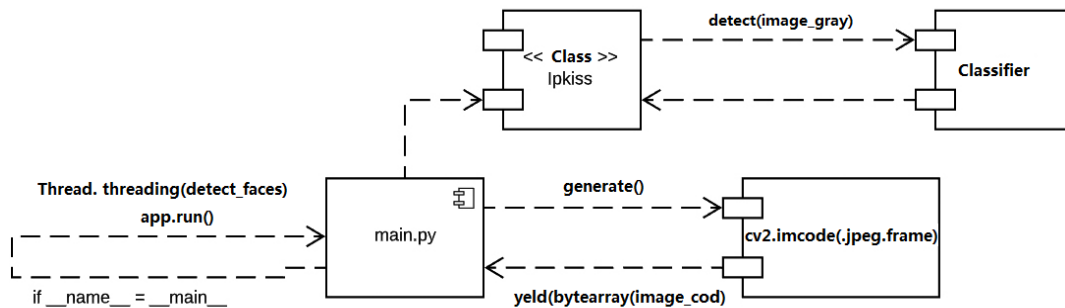 detect(image_gray)
<< Class >>
Ipkiss
Classifier
Thread. threading(detect_faces)
app.run()
generate()
main.py
cv2.imcode(.jpeg.frame)
if __name__ = __main__
yeld(bytearray(image_cod)